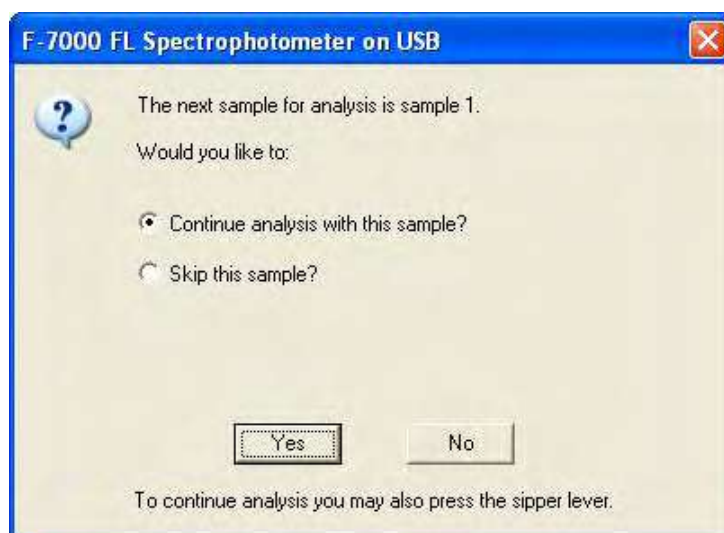 F-7000 FL Spectrophotometer on USB
The next sample for analysis is sample 1.
Would you like to:
Continue analysis with this sample?
Skip this sample?
Yes No
To continue analysis you may also press the sipper lever.